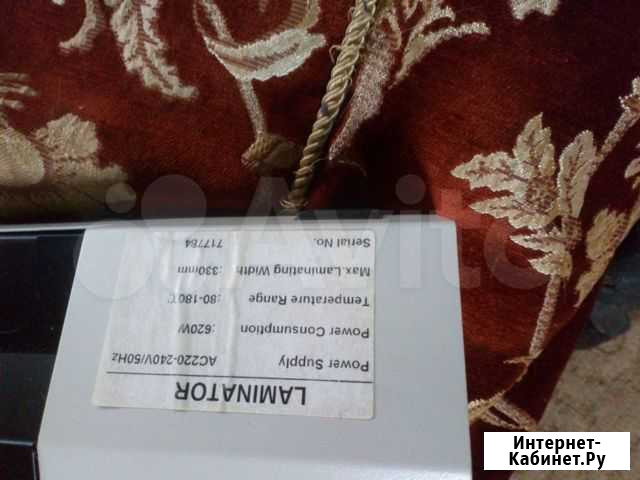 LAMINATOR
Power Supply AC220-240V/50Hz
Power Consumption :620W
Temperature Range :80-180℃
Max.Laminating Width :330mm
Serial No. 717784
Avito
Интернет-
Кабинет.Ру